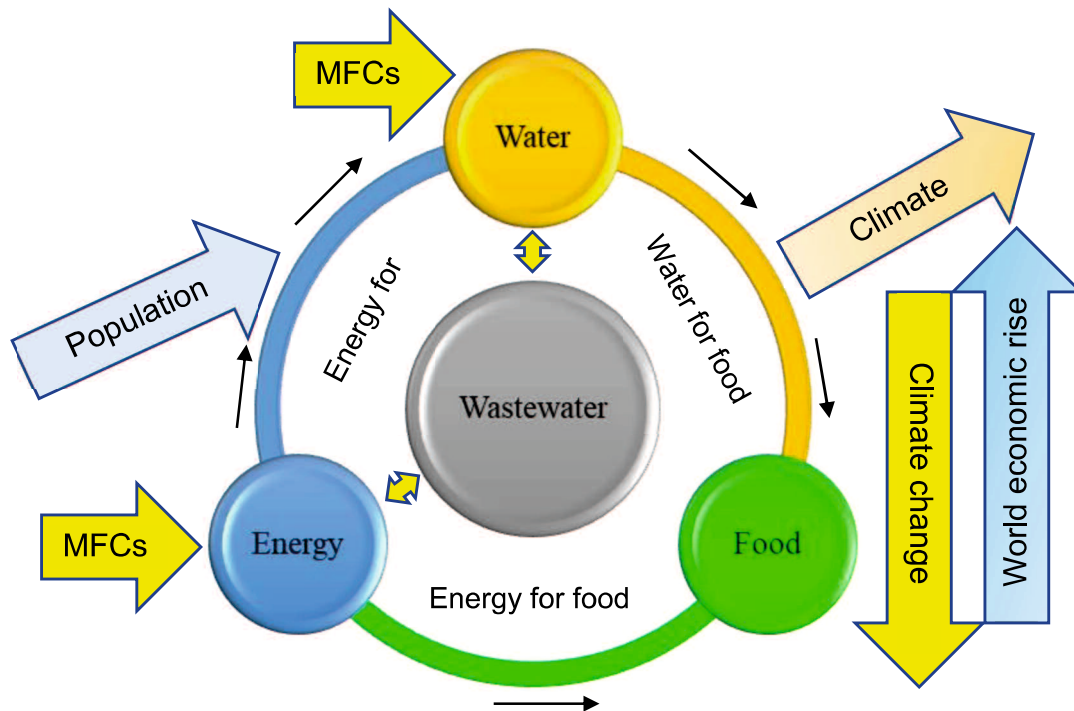 MFCs
Water
Climate
Population
Energy for
Water for food
Wastewater
Climate change
World economic rise
MFCs
Energy
Food
Energy for food